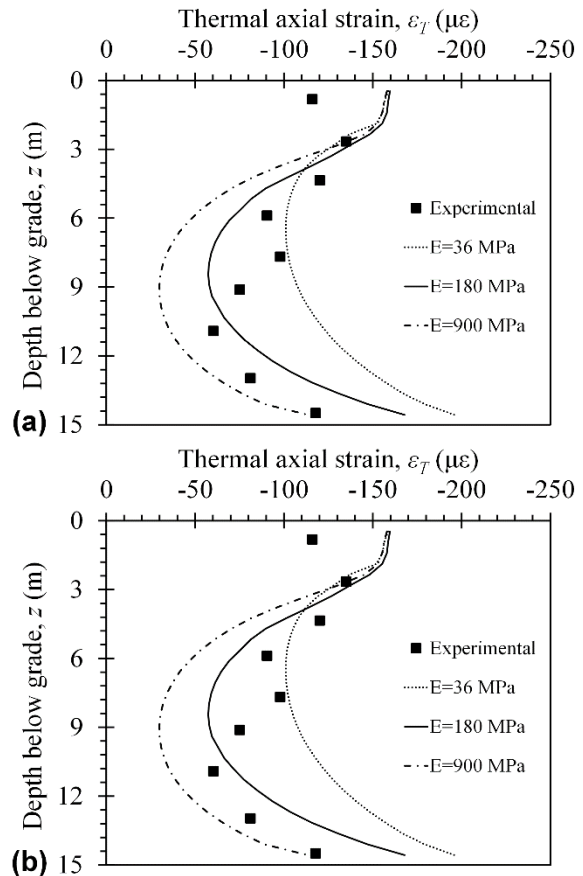 Thermal axial strain, ε_T (με)
0 -50 -100 -150 -200 -250
0
3
6
9
12
15
Depth below grade, z (m)
Experimental
E=36 MPa
E=180 MPa
E=900 MPa
(a)
Thermal axial strain, ε_T (με)
0 -50 -100 -150 -200 -250
0
3
6
9
12
15
Depth below grade, z (m)
Experimental
E=36 MPa
E=180 MPa
E=900 MPa
(b)